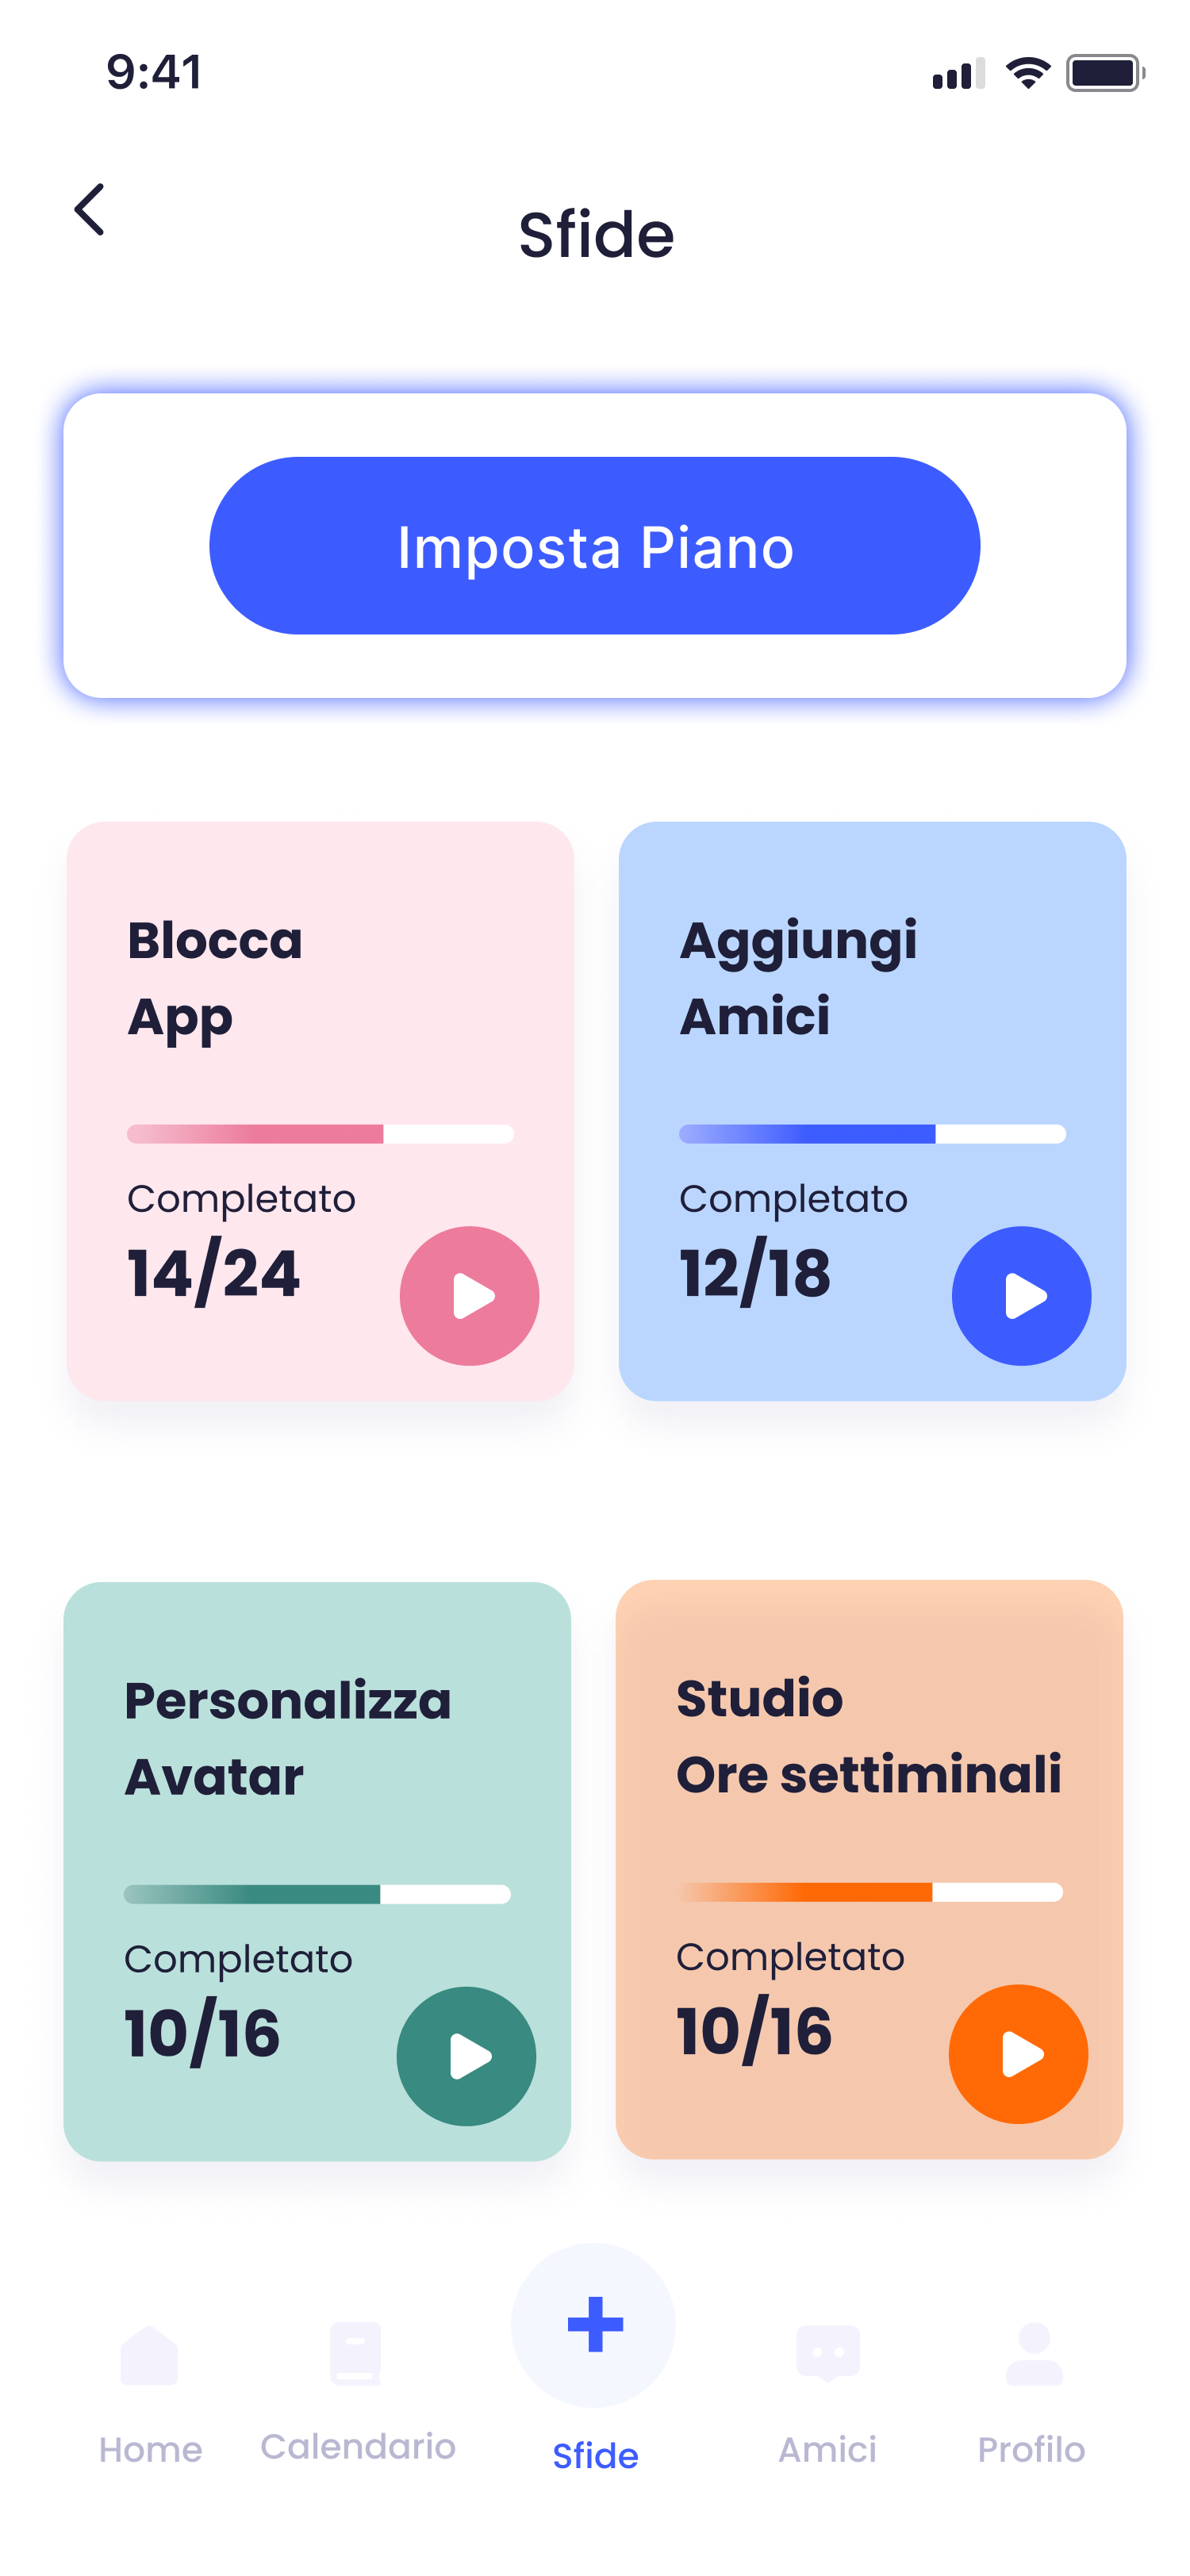 9:41
Sfide
Imposta Piano
Blocca
App
Completato
14/24
Aggiungi
Amici
Completato
12/18
Personalizza
Avatar
Completato
10/16
Studio
Ore settiminali
Completato
10/16
Home
Calendario
Sfide
Amici
Profilo